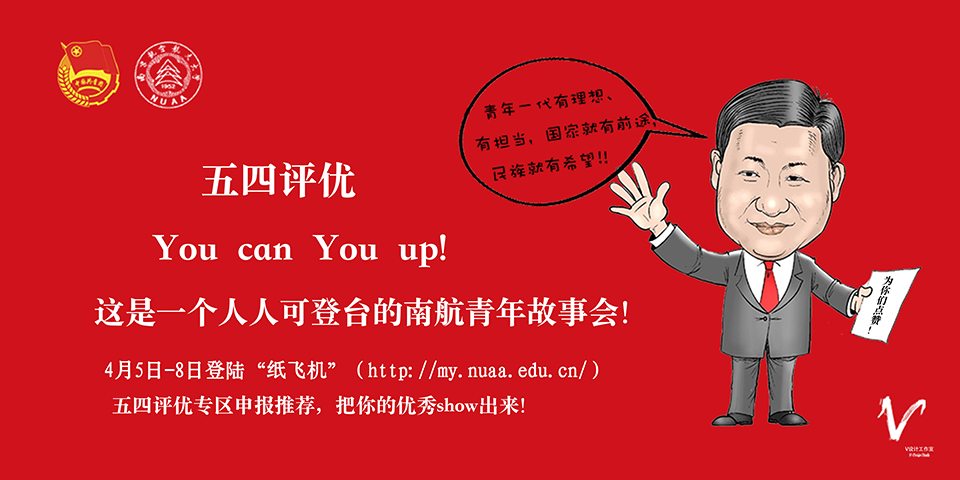 中国共青团
南京航空航天大学
1952
NUAA
青年一代有理想、
有担当，国家就有前途，
民族就有希望!!
五四评优
You can You up!
这是一个人人可登台的南航青年故事会！
4月5日-8日登陆“纸飞机”（http://my.nuaa.edu.cn/）
五四评优专区申报推荐，把你的优秀show出来！
为你们点赞！
V
V设计工作室